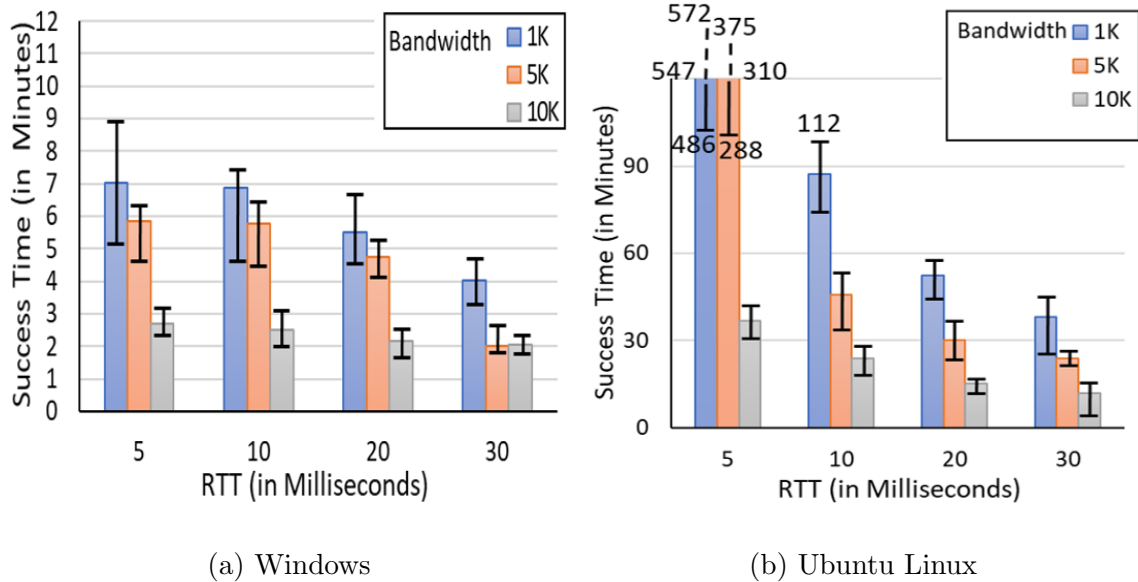 12
11
10
9
8
7
6
5
4
3
2
1
0
Success Time (in Minutes)
Bandwidth
1K
5K
10K
5 10 20 30
RTT (in Milliseconds)
(a) Windows
572
375
547
310
486
288
112
90
60
30
0
Success Time (in Minutes)
Bandwidth
1K
5K
10K
5 10 20 30
RTT (in Milliseconds)
(b) Ubuntu Linux